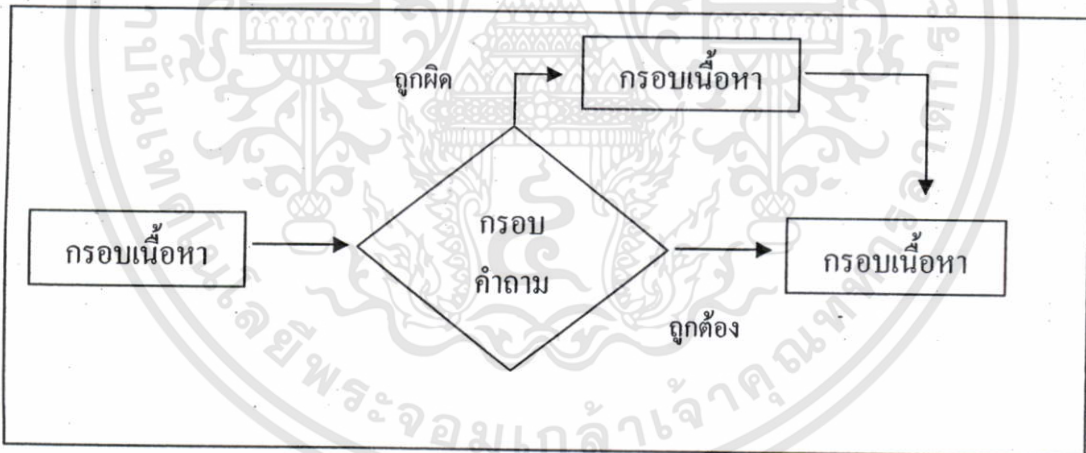 ถูกผิด
กรอบเนื้อหา
กรอบเนื้อหา
กรอบ
คำถาม
กรอบเนื้อหา
ถูกต้อง